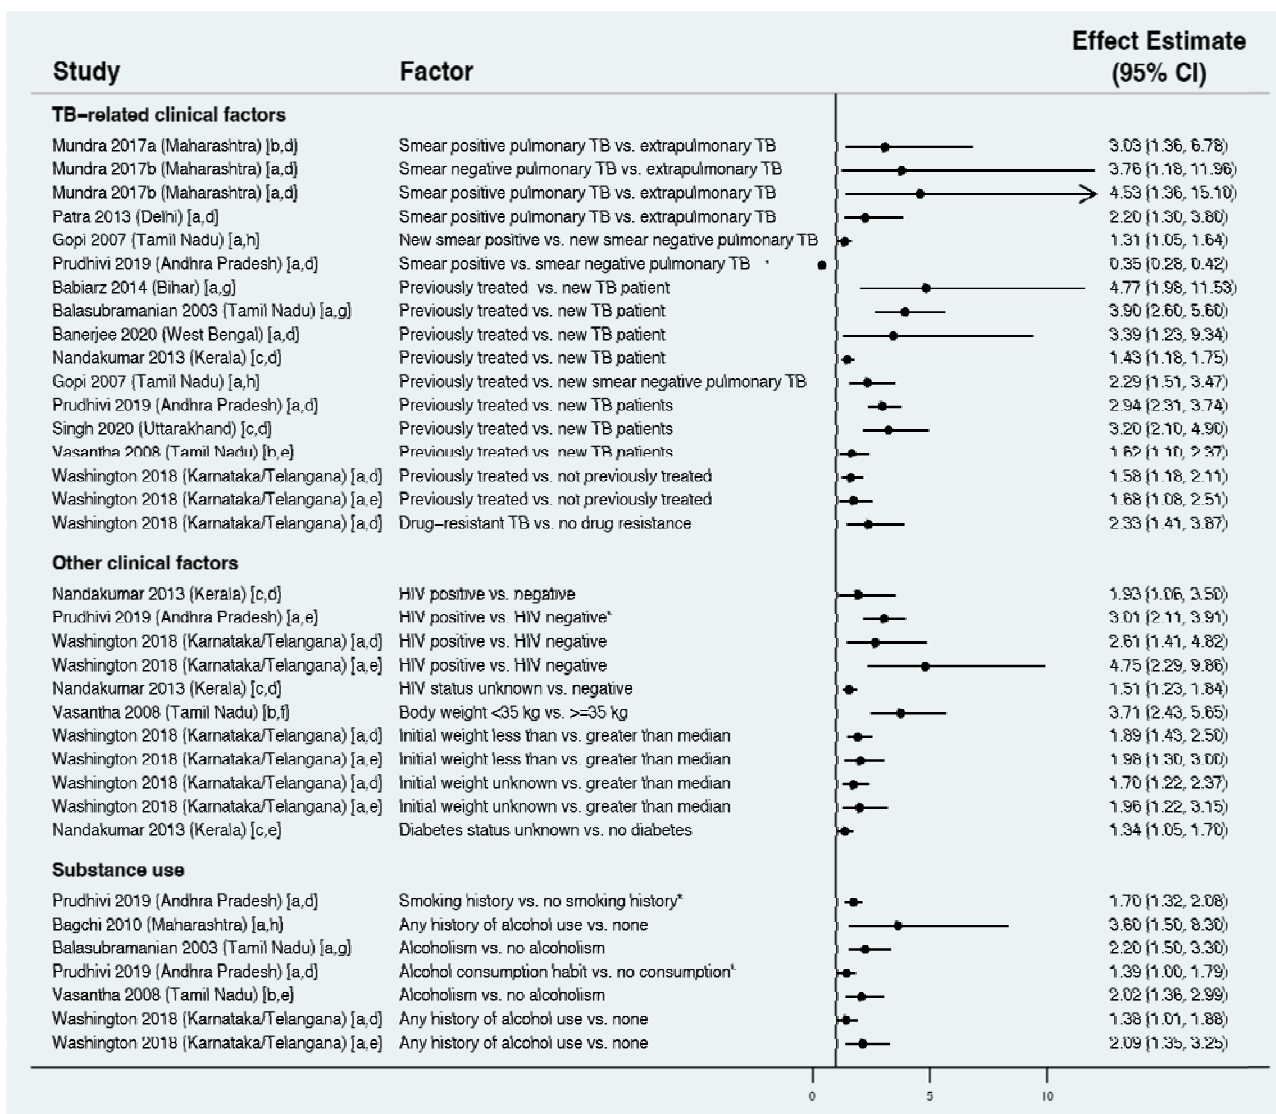 Effect Estimate
Study Factor (95% CI)
TB−related clinical factors
Mundra 2017a (Maharashtra) [b,d] Smear positive pulmonary TB vs. extrapulmonary TB 3.03 [1.36, 6.78)
Mundra 2017b (Maharashtra) [a,d] Smear negative pulmonary TB vs. extrapulmonary TB 3.76 [1.18, 11.96)
Mundra 2017b (Maharashtra) [a,d] Smear positive pulmonary TB vs. extrapulmonary TB 4.53 [1.36, 15.10)
Patra 2013 (Delhi) [a,d] Smear positive pulmonary TB vs. extrapulmonary TB 2.20 [1.30, 3.80)
Gopi 2007 (Tamil Nadu) [a,h] New smear positive vs. new smear negative pulmonary TB 1.31 [1.05, 1.64)
Prudhivi 2019 (Andhra Pradesh) [a,d] Smear positive vs. smear negative pulmonary TB 0.35 [0.28, 0.42)
Babiarz 2014 (Bihar) [a,g] Previously treated vs. new TB patient 4.77 [1.98, 11.53)
Balasubramanian 2003 (Tamil Nadu) [a,g] Previously treated vs. new TB patient 3.90 [2.60, 5.60)
Banerjee 2020 (West Bengal) [a,d] Previously treated vs. new TB patient 3.39 [1.23, 9.34)
Nandakumar 2013 (Kerala) [c,d] Previously treated vs. new TB patient 1.43 [1.18, 1.75)
Gopi 2007 (Tamil Nadu) [a,h] Previously treated vs. new smear negative pulmonary TB 2.29 [1.51, 3.47)
Prudhivi 2019 (Andhra Pradesh) [a,d] Previously treated vs. new TB patients 2.94 [2.31, 3.74)
Singh 2020 (Uttarakhand) [c,d] Previously treated vs. new TB patients 3.20 [2.10, 4.90)
Vasantha 2008 (Tamil Nadu) [b,e] Previously treated vs. new TB patients 1.62 [1.10, 2.37)
Washington 2018 (Karnataka/Telangana) [a,d] Previously treated vs. not previously treated 1.58 [1.18, 2.11)
Washington 2018 (Karnataka/Telangana) [a,e] Previously treated vs. not previously treated 1.68 [1.08, 2.51)
Washington 2018 (Karnataka/Telangana) [a,d] Drug−resistant TB vs. no drug resistance 2.33 [1.41, 3.87)
Other clinical factors
Nandakumar 2013 (Kerala) [c,d] HIV positive vs. negative 1.93 [1.06, 3.50)
Prudhivi 2019 (Andhra Pradesh) [a,e] HIV positive vs. HIV negative* 3.01 [2.11, 3.91)
Washington 2018 (Karnataka/Telangana) [a,d] HIV positive vs. HIV negative 2.61 [1.41, 4.82)
Washington 2018 (Karnataka/Telangana) [a,e] HIV positive vs. HIV negative 4.75 [2.29, 9.86)
Nandakumar 2013 (Kerala) [c,d] HIV status unknown vs. negative 1.51 [1.23, 1.84)
Vasantha 2008 (Tamil Nadu) [b,f] Body weight <35 kg vs. >=35 kg 3.71 [2.43, 5.65)
Washington 2018 (Karnataka/Telangana) [a,d] Initial weight less than vs. greater than median 1.89 [1.43, 2.50)
Washington 2018 (Karnataka/Telangana) [a,e] Initial weight less than vs. greater than median 1.98 [1.30, 3.00)
Washington 2018 (Karnataka/Telangana) [a,d] Initial weight unknown vs. greater than median 1.70 [1.22, 2.37)
Washington 2018 (Karnataka/Telangana) [a,e] Initial weight unknown vs. greater than median 1.96 [1.22, 3.15)
Nandakumar 2013 (Kerala) [c,e] Diabetes status unknown vs. no diabetes 1.34 [1.05, 1.70)
Substance use
Prudhivi 2019 (Andhra Pradesh) [a,d] Smoking history vs. no smoking history* 1.70 [1.32, 2.08)
Bagchi 2010 (Maharashtra) [a,h] Any history of alcohol use vs. none 3.60 [1.50, 8.30)
Balasubramanian 2003 (Tamil Nadu) [a,g] Alcoholism vs. no alcoholism 2.20 [1.50, 3.30)
Prudhivi 2019 (Andhra Pradesh) [a,d] Alcohol consumption habit vs. no consumption* 1.39 [1.00, 1.79)
Vasantha 2008 (Tamil Nadu) [b,e] Alcoholism vs. no alcoholism 2.02 [1.36, 2.99)
Washington 2018 (Karnataka/Telangana) [a,d] Any history of alcohol use vs. none 1.38 [1.01, 1.88)
Washington 2018 (Karnataka/Telangana) [a,e] Any history of alcohol use vs. none 2.09 [1.35, 3.25)
0 5 10